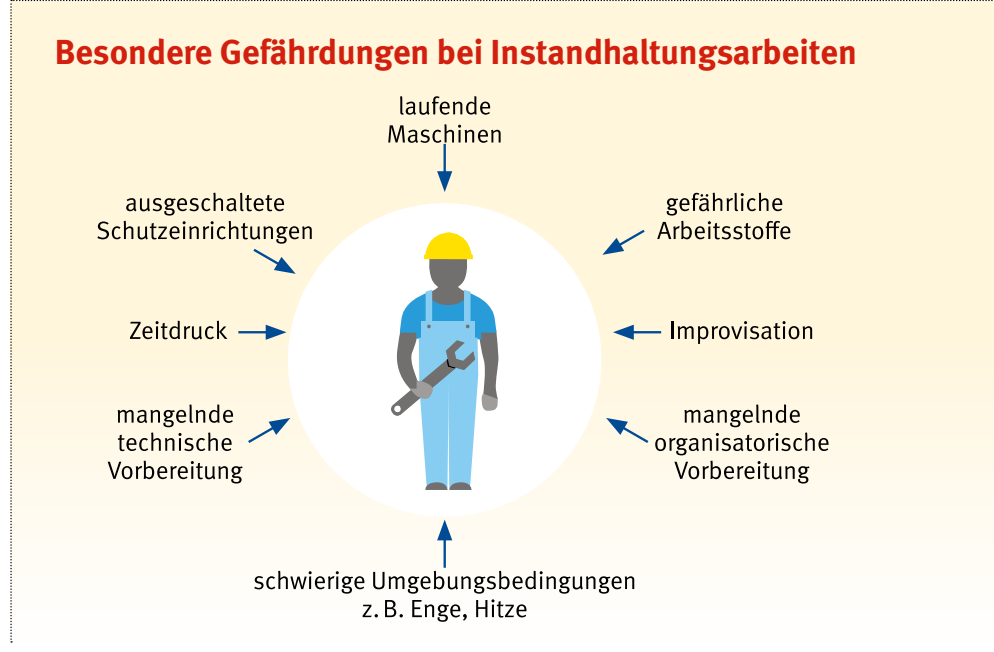 Besondere Gefährdungen bei Instandhaltungsarbeiten
laufende
Maschinen
ausgeschaltete
Schutzeinrichtungen
gefährliche
Arbeitsstoffe
Zeitdruck
Improvisation
mangelnde
technische
Vorbereitung
mangelnde
organisatorische
Vorbereitung
schwierige Umgebungsbedingungen
z. B. Enge, Hitze